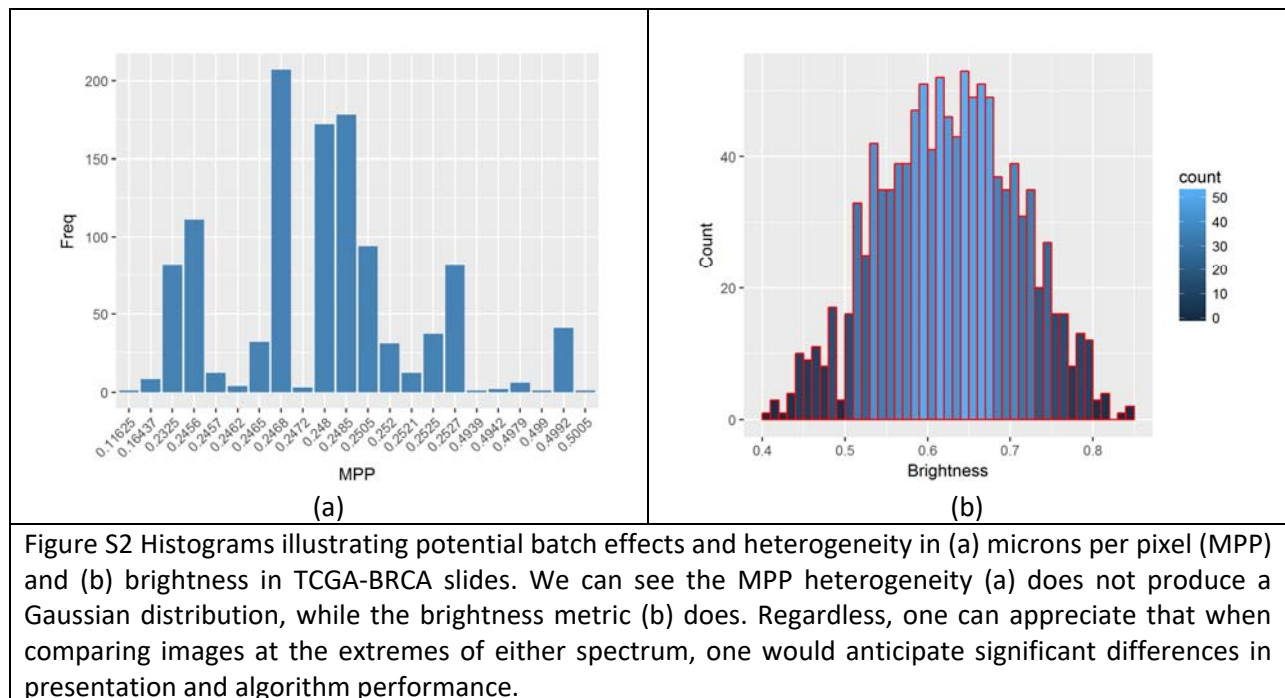 200
150
100
50
0
Freq
0.11625
0.16437
0.2325
0.2456
0.2457
0.2462
0.2465
0.2468
0.2472
0.248
0.2485
0.2505
0.252
0.2521
0.2525
0.2527
0.4939
0.4942
0.4979
0.499
0.4992
0.5005
MPP
(a)
40
20
0
Count
0.4 0.5 0.6 0.7 0.8
Brightness
count
50
40
30
20
10
0
(b)
Figure S2 Histograms illustrating potential batch effects and heterogeneity in (a) microns per pixel (MPP)
and (b) brightness in TCGA-BRCA slides. We can see the MPP heterogeneity (a) does not produce a
Gaussian distribution, while the brightness metric (b) does. Regardless, one can appreciate that when
comparing images at the extremes of either spectrum, one would anticipate significant differences in
presentation and algorithm performance.